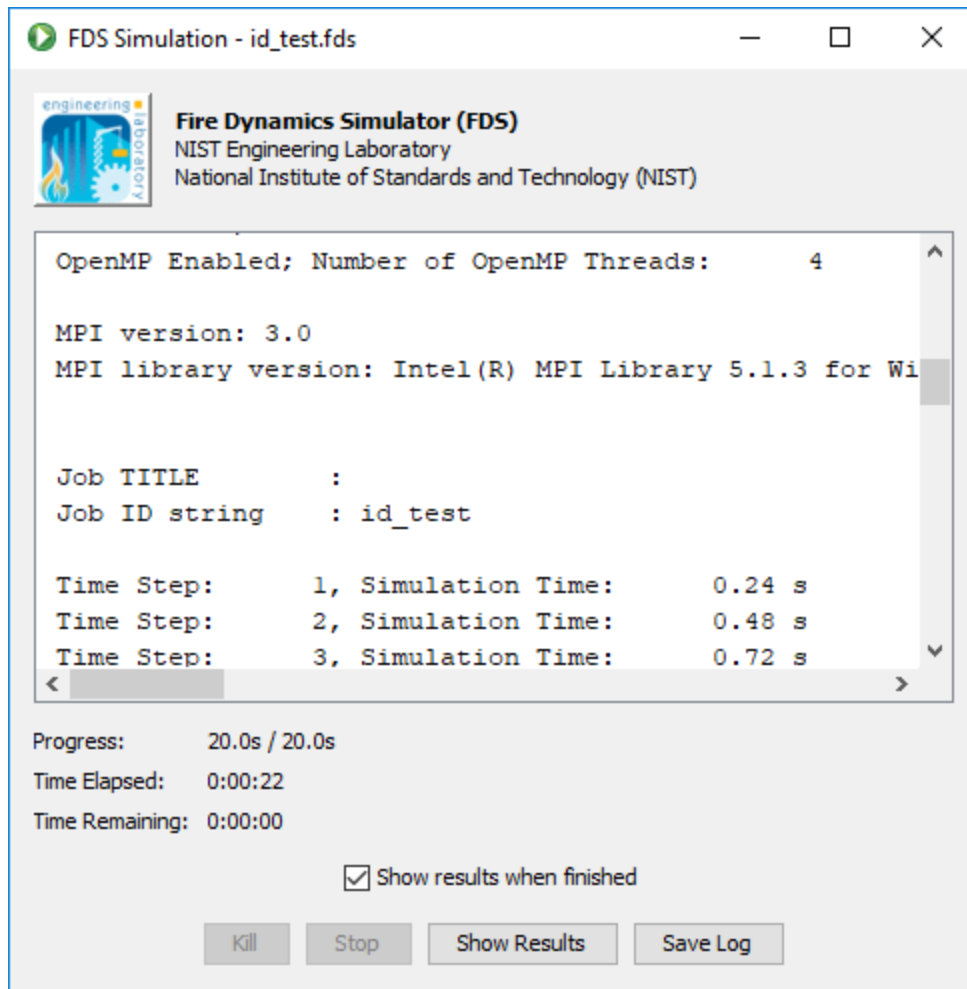 FDS Simulation - id_test.fds
engineering
laboratory
Fire Dynamics Simulator (FDS)
NIST Engineering Laboratory
National Institute of Standards and Technology (NIST)
OpenMP Enabled; Number of OpenMP Threads: 4
MPI version: 3.0
MPI library version: Intel(R) MPI Library 5.1.3 for Wi
Job TITLE :
Job ID string : id_test
Time Step: 1, Simulation Time: 0.24 s
Time Step: 2, Simulation Time: 0.48 s
Time Step: 3, Simulation Time: 0.72 s
Progress: 20.0s / 20.0s
Time Elapsed: 0:00:22
Time Remaining: 0:00:00
Show results when finished
Kill Stop Show Results Save Log